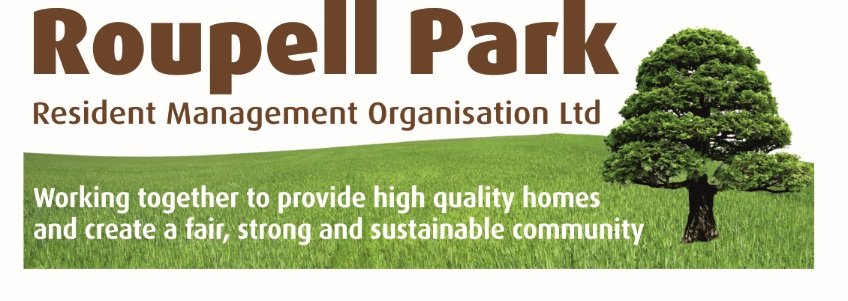 Roupell Park
Resident Management Organisation Ltd
Working together to provide high quality homes
and create a fair, strong and sustainable community